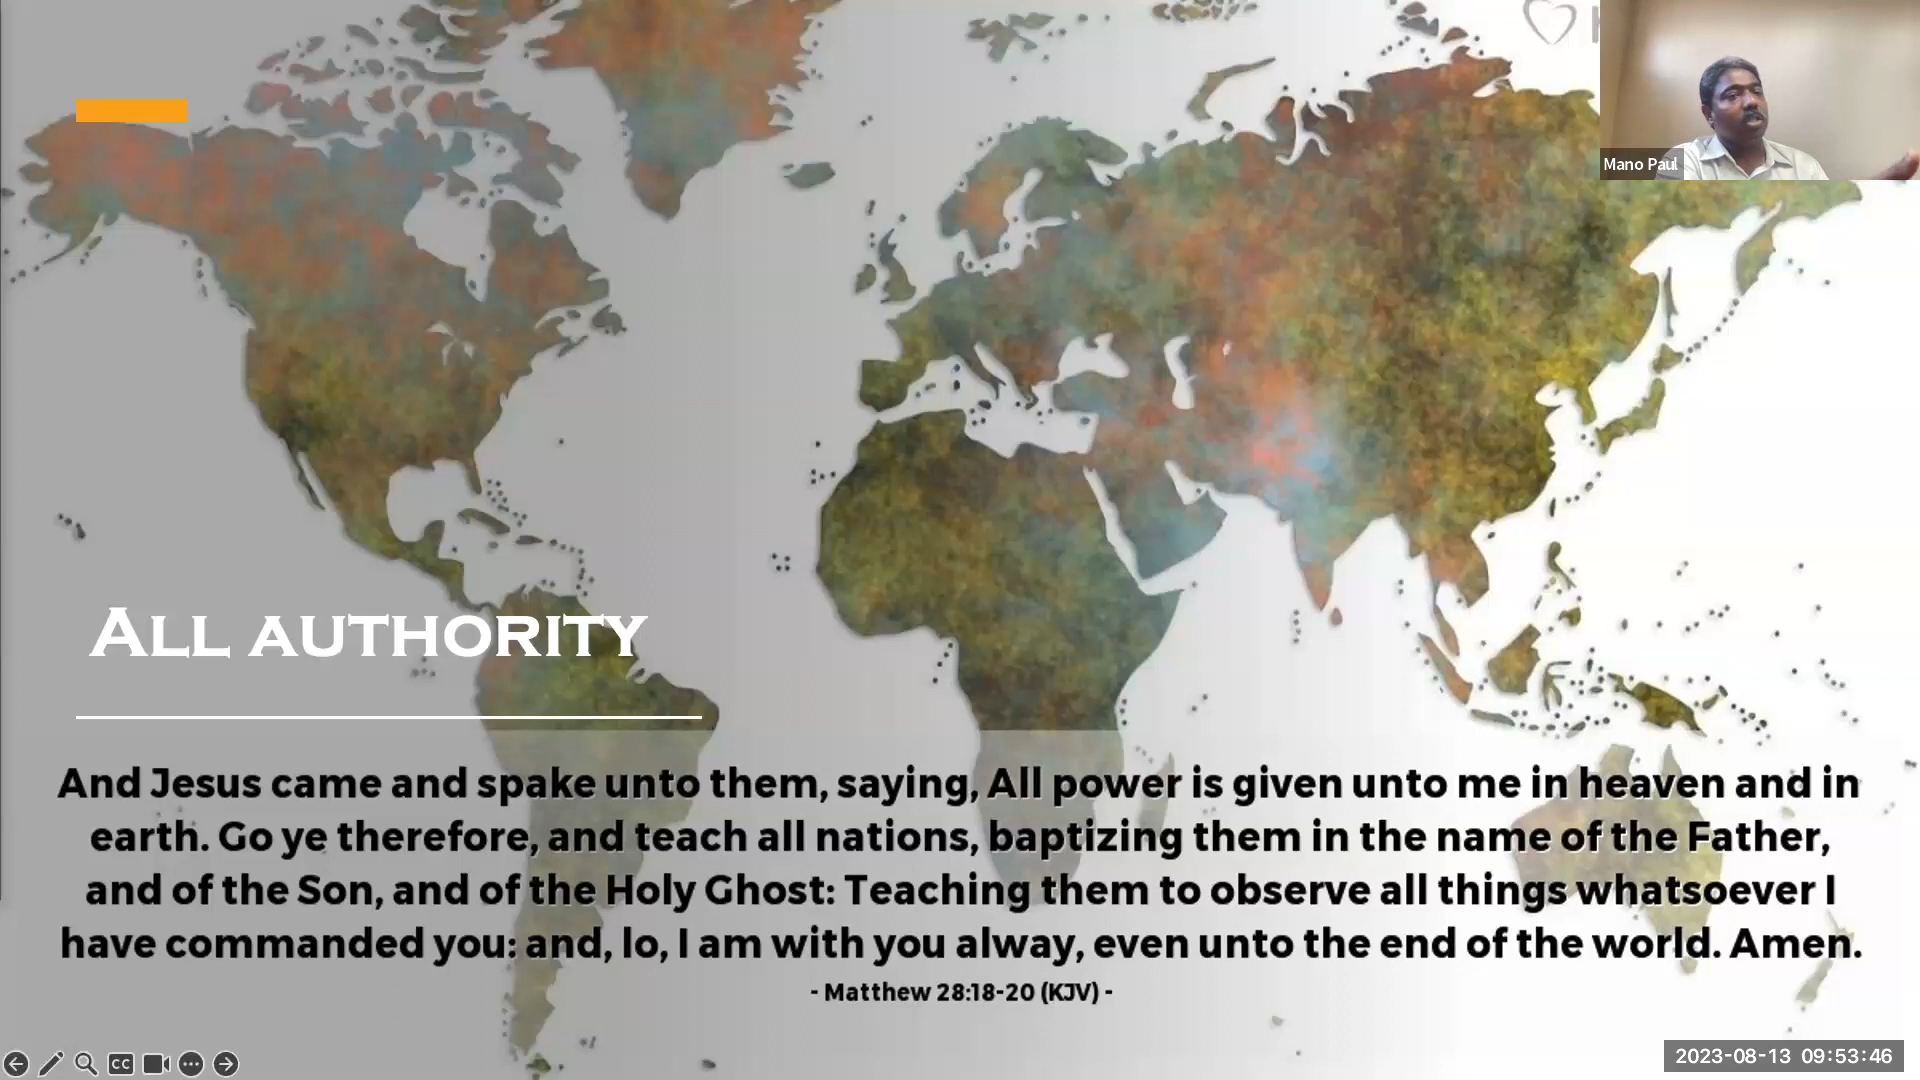 Mano Paul
ALL AUTHORITY
And Jesus came and spake unto them, saying, All power is given unto me in heaven and in
earth. Go ye therefore, and teach all nations, baptizing them in the name of the Father,
and of the Son, and of the Holy Ghost: Teaching them to observe all things whatsoever I
have commanded you: and, lo, I am with you alway, even unto the end of the world. Amen.
- Matthew 28:18-20 (KJV) -
CC
2023-08-13 09:53:46